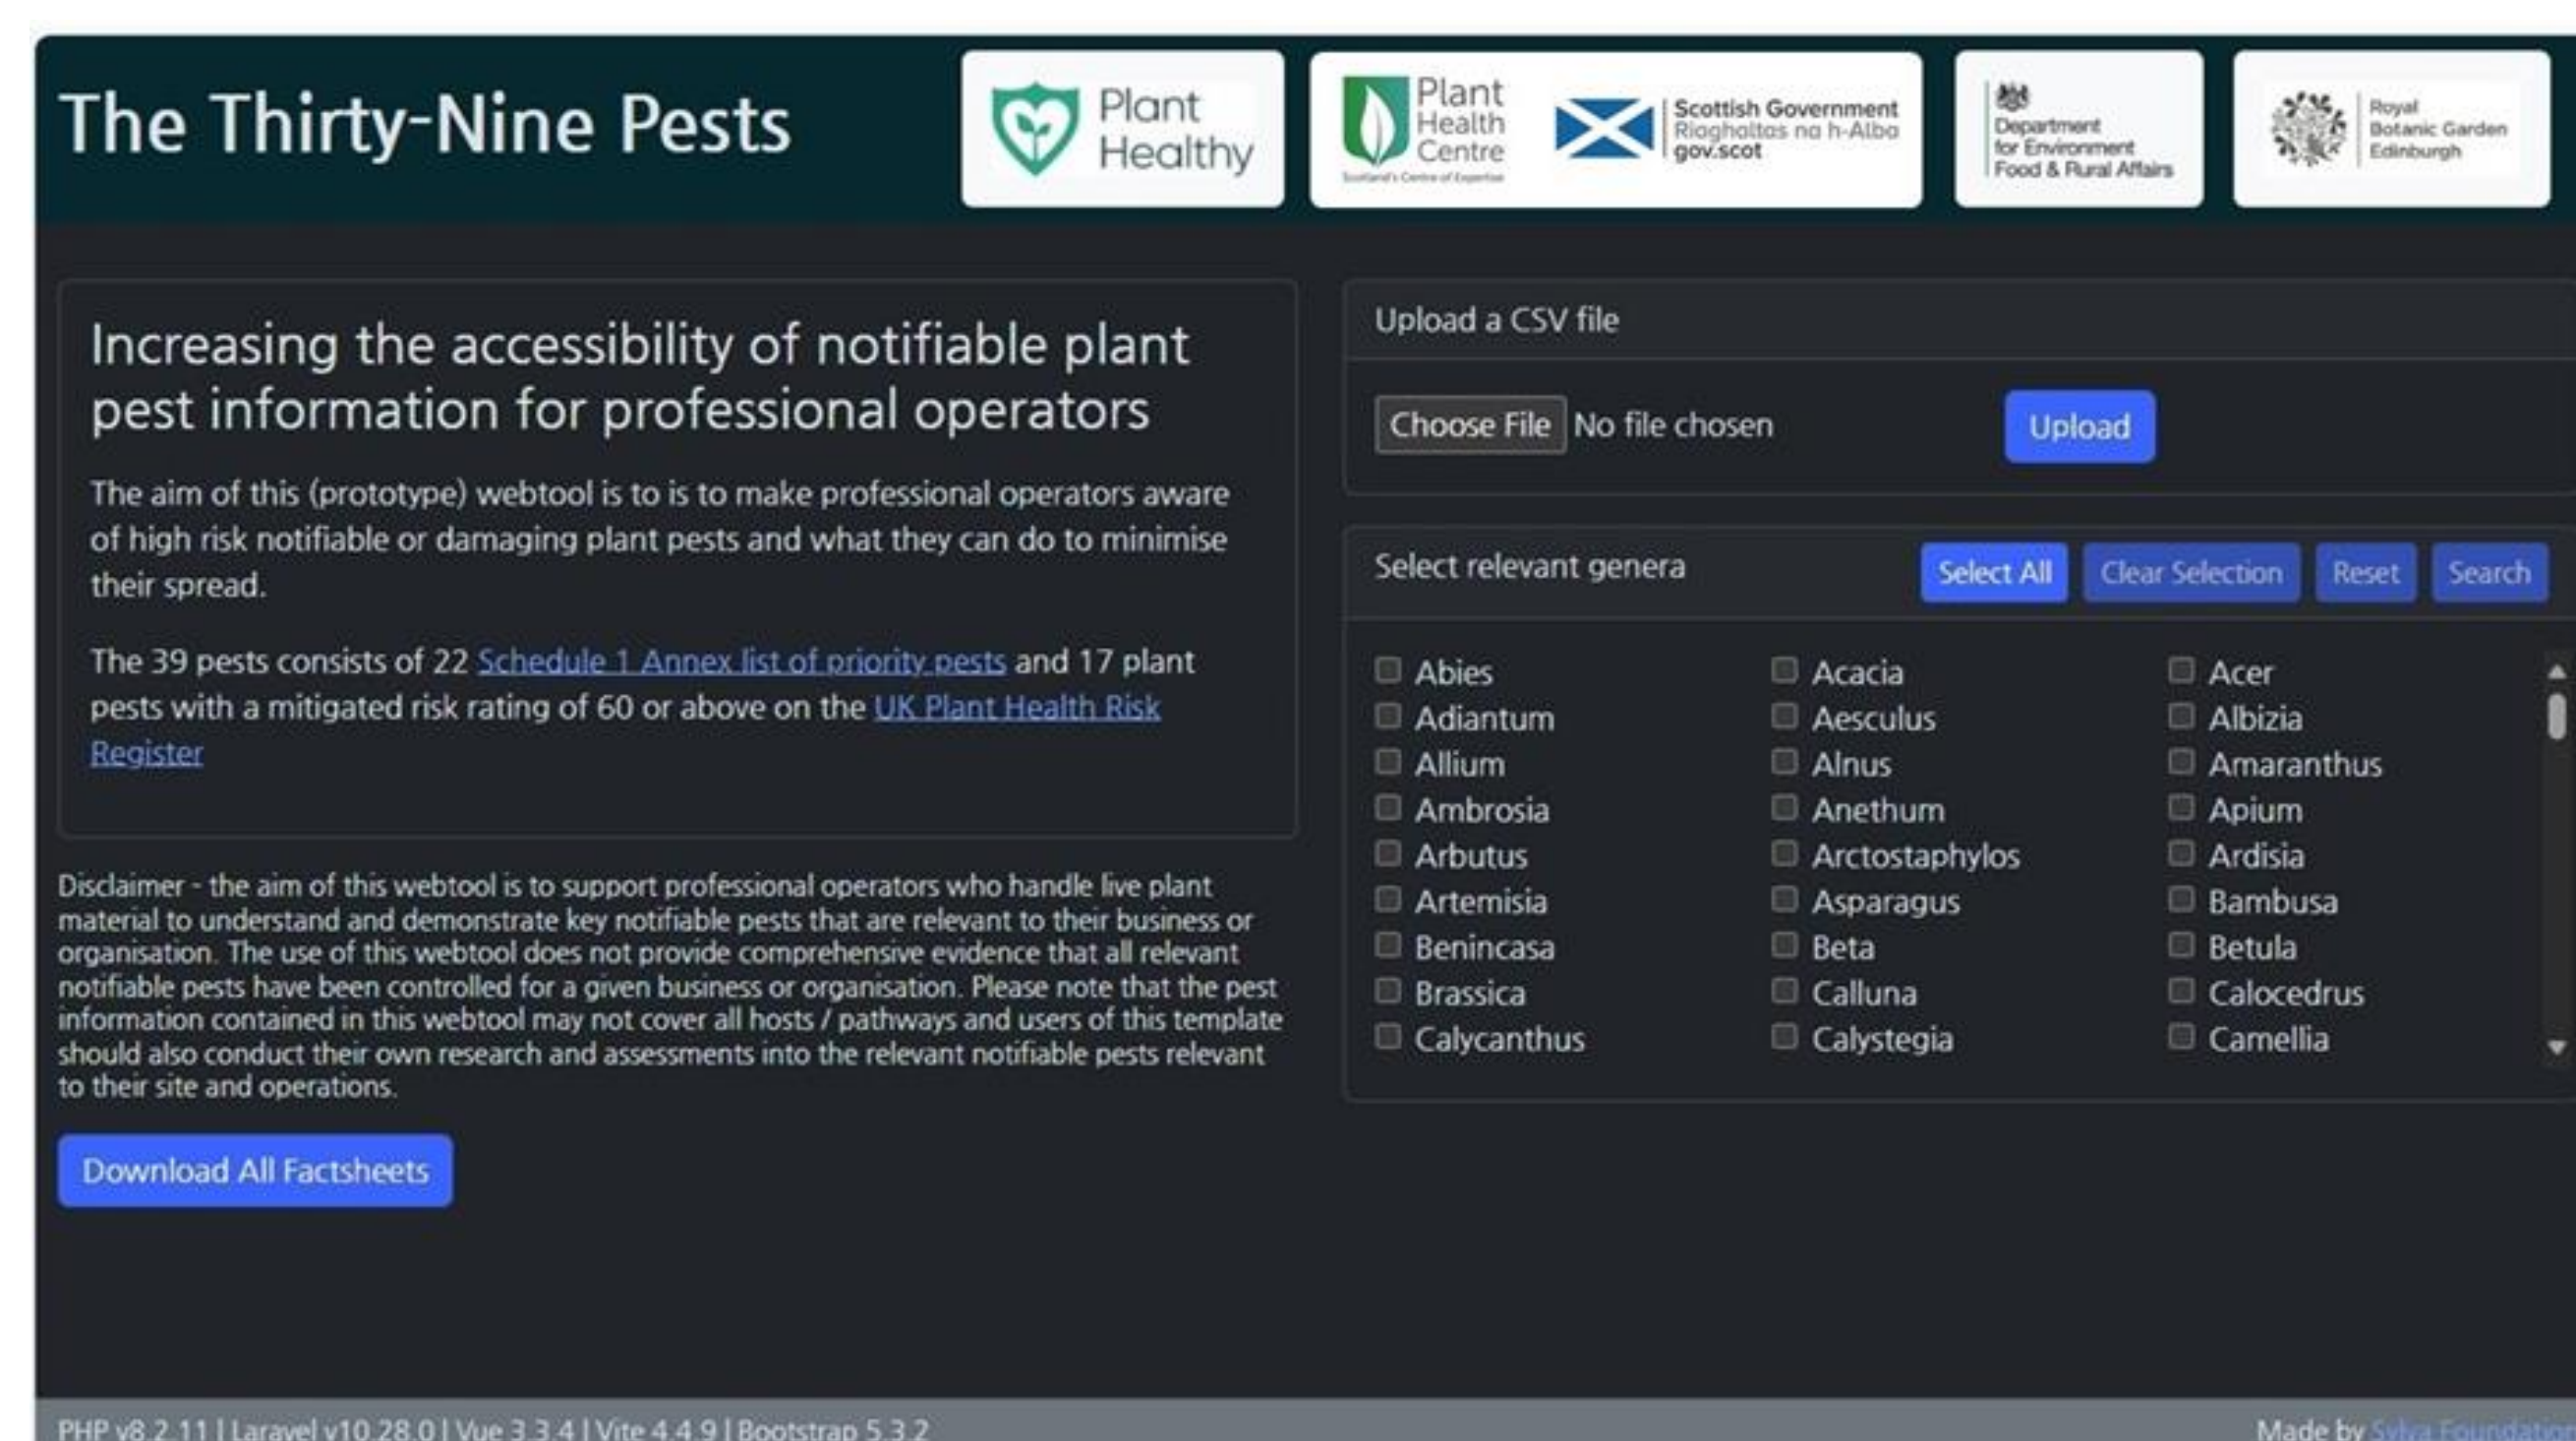 The Thirty-Nine Pests
Plant
Healthy
Plant
Health
Centre
Scotland's Centre of Expertise
Scottish Government
Riaghaltas na h-Alba
gov.scot
Department
for Environment
Food & Rural Affairs
Royal
Botanic Garden
Edinburgh
Increasing the accessibility of notifiable plant
pest information for professional operators
The aim of this (prototype) webtool is to is to make professional operators aware
of high risk notifiable or damaging plant pests and what they can do to minimise
their spread.
The 39 pests consists of 22 Schedule 1 Annex list of priority pests and 17 plant
pests with a mitigated risk rating of 60 or above on the UK Plant Health Risk
Register
Disclaimer - the aim of this webtool is to support professional operators who handle live plant
material to understand and demonstrate key notifiable pests that are relevant to their business or
organisation. The use of this webtool does not provide comprehensive evidence that all relevant
notifiable pests have been controlled for a given business or organisation. Please note that the pest
information contained in this webtool may not cover all hosts / pathways and users of this template
should also conduct their own research and assessments into the relevant notifiable pests relevant
to their site and operations.
Download All Factsheets
Upload a CSV file
Choose File No file chosen Upload
Select relevant genera Select All Clear Selection Reset Search
Abies Acacia Acer
Adiantum Aesculus Albizia
Allium Alnus Amaranthus
Ambrosia Anethum Apium
Arbutus Arctostaphylos Ardisia
Artemisia Asparagus Bambusa
Benincasa Beta Betula
Brassica Calluna Calocedrus
Calycanthus Calystegia Camellia
PHP v8.2.11 | Laravel v10.28.0 | Vue 3.3.4 | Vite 4.4.9 | Bootstrap 5.3.2
Made by Sylva Foundation